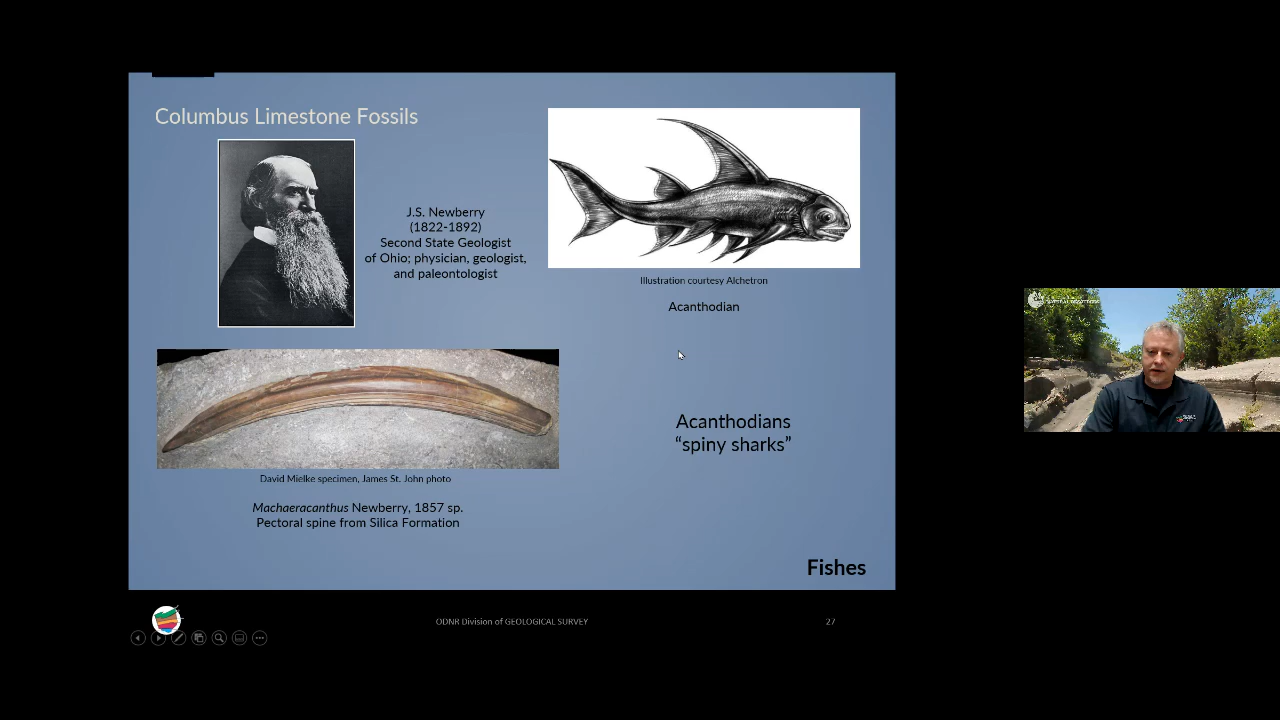 Columbus Limestone Fossils
J.S. Newberry
(1822-1892)
Second State Geologist
of Ohio; physician, geologist,
and paleontologist
Illustration courtesy Alchetron
Acanthodian
Acanthodians
“spiny sharks”
David Mielke specimen, James St. John photo
Machaeracanthus Newberry, 1857 sp.
Pectoral spine from Silica Formation
Fishes
ODNR Division of GEOLOGICAL SURVEY
27